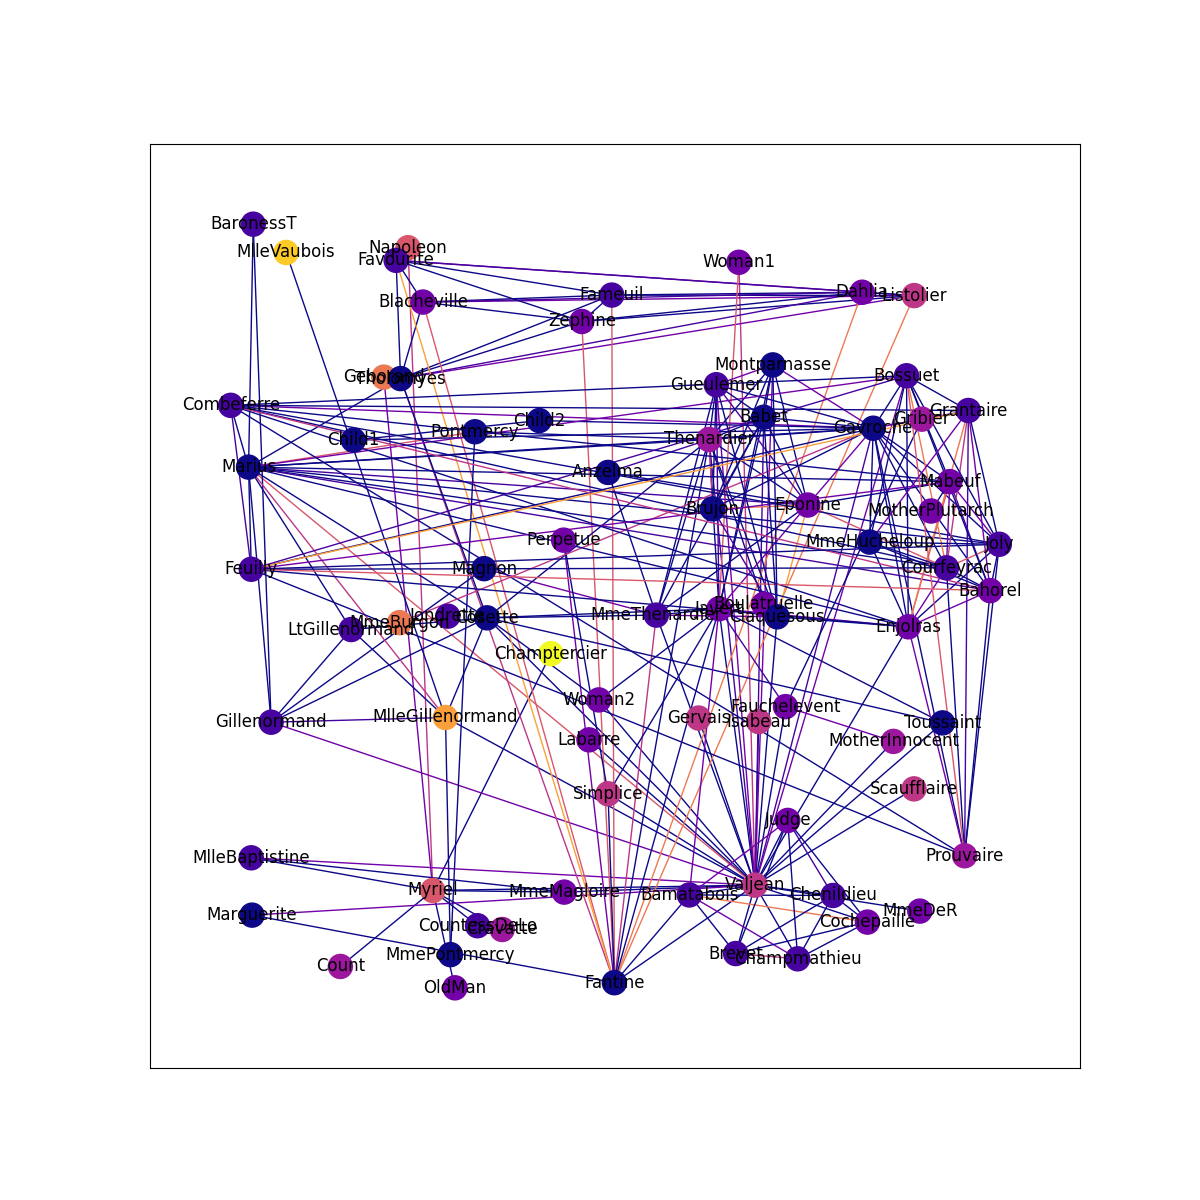 BaronessT
MlleVaubois
Napoleon
Favourite
Woman1
Blacheville
Fameuil
Dahlia
Listolier
Zephine
Montparnasse
Geborand
Tholomyes
Gueulemer
Bossuet
Combeferre
Child2
Babet
Gribier
Grantaire
Child1
Pontmercy
Thenardier
Gavroche
Marius
Anzelma
Mabeuf
Brujon
Eponine
MotherPlutarch
Perpetue
MmeHucheloup
Joly
Feuilly
Magnon
Courfeyrac
Bahorel
LtGillenormand
MmeBurgon
Jondrette
Cosette
MmeThenardier
Javert
Boulatruelle
Claquesous
Enjolras
Champtercier
Woman2
Gillenormand
MlleGillenormand
Gervais
Fauchelevent
Isabeau
Toussaint
Labarre
MotherInnocent
Simplice
Scaufflaire
Judge
MlleBaptistine
Prouvaire
Myriel
MmeMagloire
Bamatabois
Valjean
Chenildieu
Marguerite
CountessDeLo
Cravatte
Cochepaille
MmeDeR
MmePontmercy
Brevet
Champmathieu
Count
OldMan
Fantine